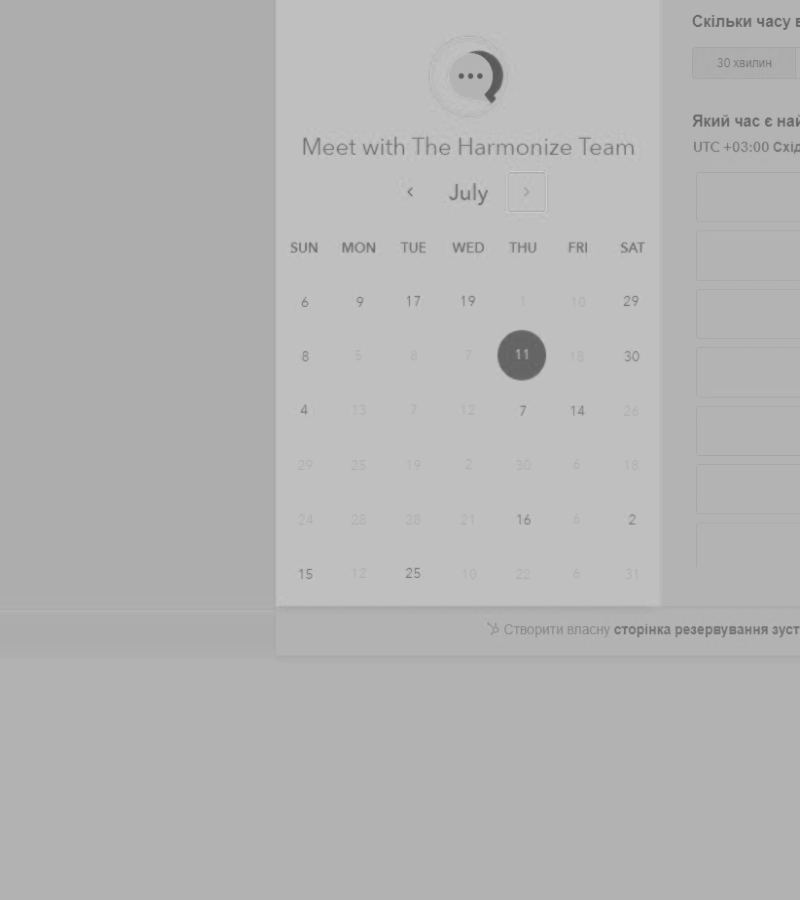 Meet with The Harmonize Team
July
SUN MON TUE WED THU FRI SAT
6 9 17 19 1 10 29
8 5 8 7 11 18 30
4 13 7 12 7 14 26
29 25 19 2 30 6 18
24 28 28 21 16 6 2
15 12 25 10 22 6 31
Скільки часу в
30 хвилин
Який час є най
UTC +03:00 Схід
Створити власну сторінка резервування зуст